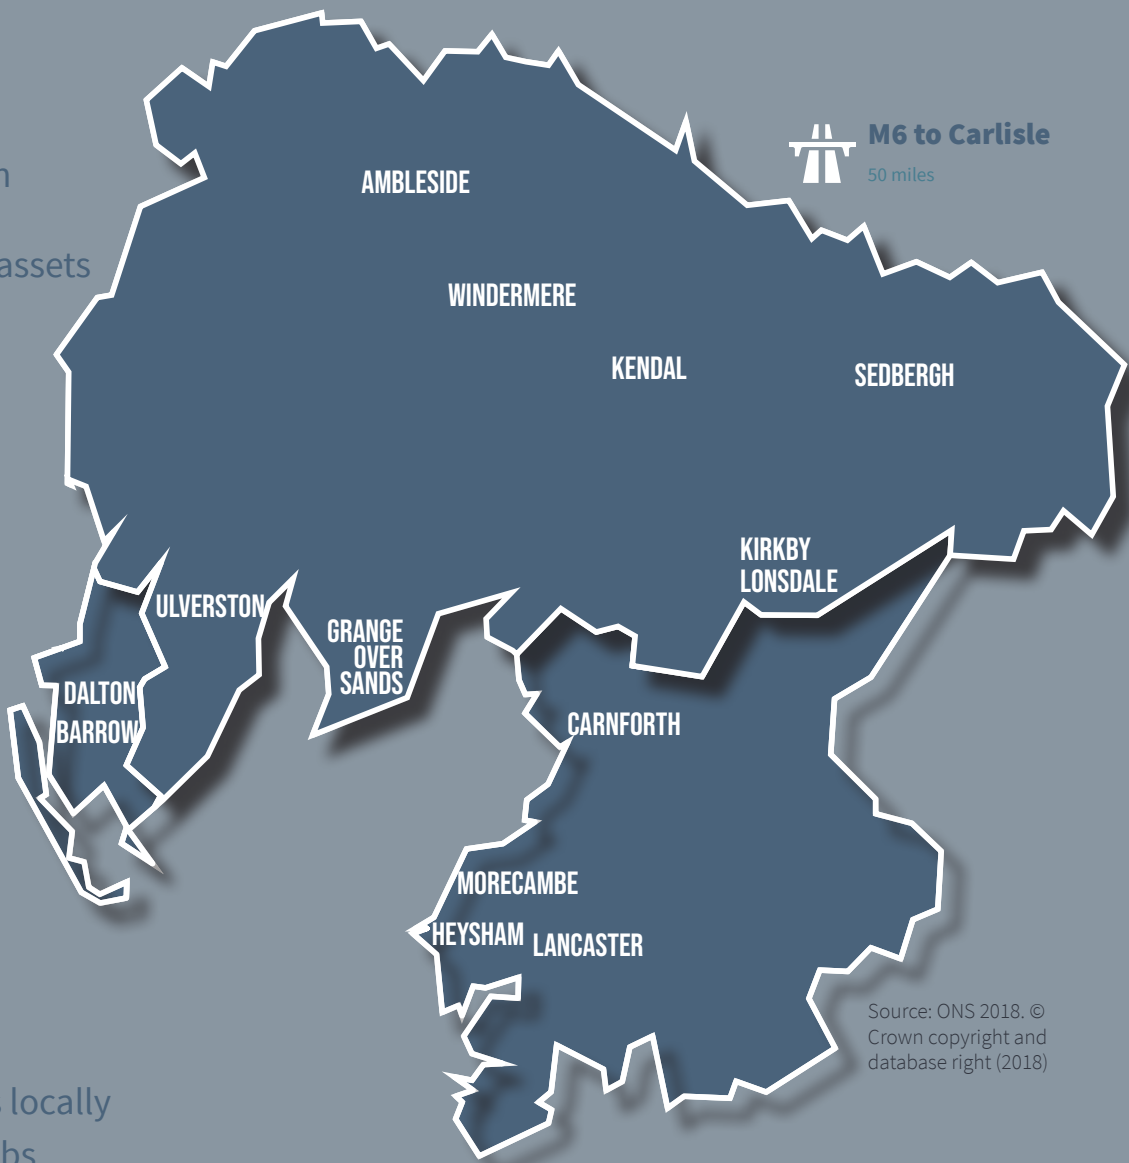 M6 to Carlisle
50 miles
assets
AMBLESIDE
WINDERMERE
KENDAL
SEDBERGH
KIRKBY
LONSDALE
ULVERSTON
GRANGE
OVER
SANDS
DALTON
BARROW
CARNFORTH
MORECAMBE
HEYSHAM
LANCASTER
Source: ONS 2018. ©
Crown copyright and
database right (2018)
locally